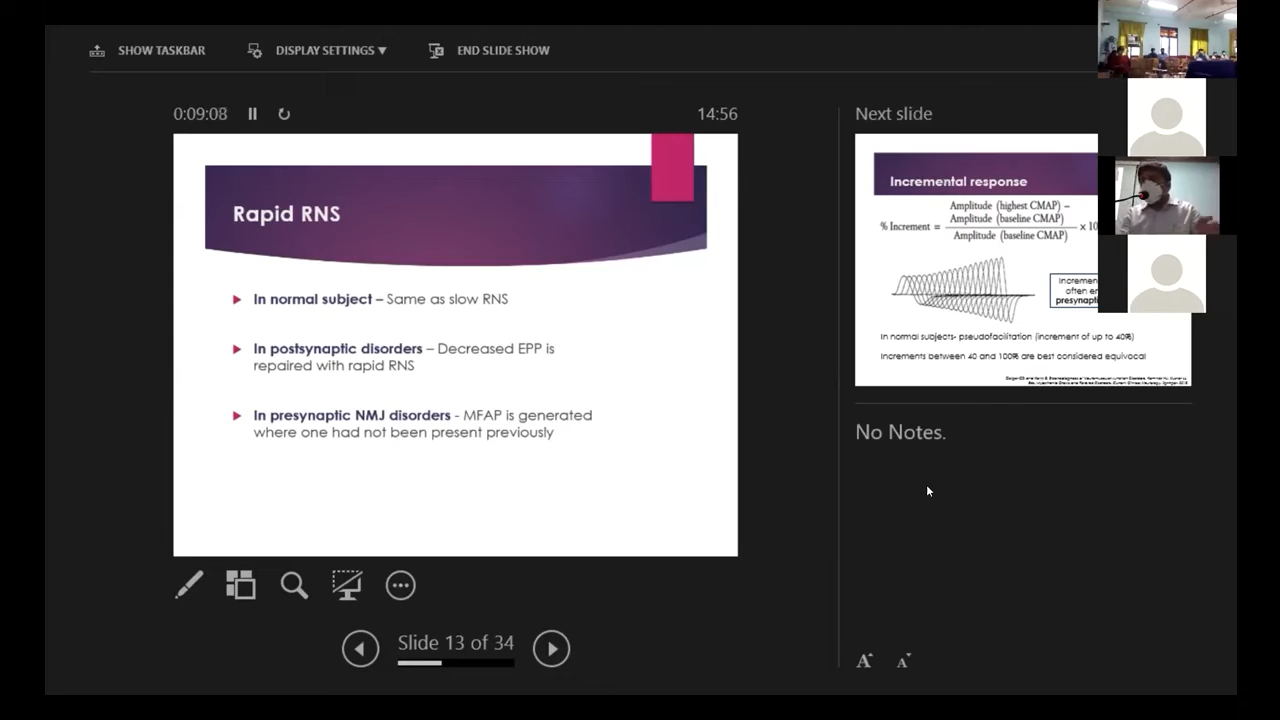 SHOW TASKBAR
DISPLAY SETTINGS ▼
END SLIDE SHOW
0:09:08
14:56
Rapid RNS
In normal subject – Same as slow RNS
In postsynaptic disorders – Decreased EPP is
repaired with rapid RNS
In presynaptic NMJ disorders - MFAP is generated
where one had not been present previously
Slide 13 of 34
Next slide
Incremental response
Amplitude (highest CMAP) –
Amplitude (baseline CMAP)
% Increment =
x 10
Amplitude (baseline CMAP)
often
In normal subjects- pseudofacilitation (increment of up to 40%)
Increments between 40 and 100% are best considered equivocal
No Notes.
A A